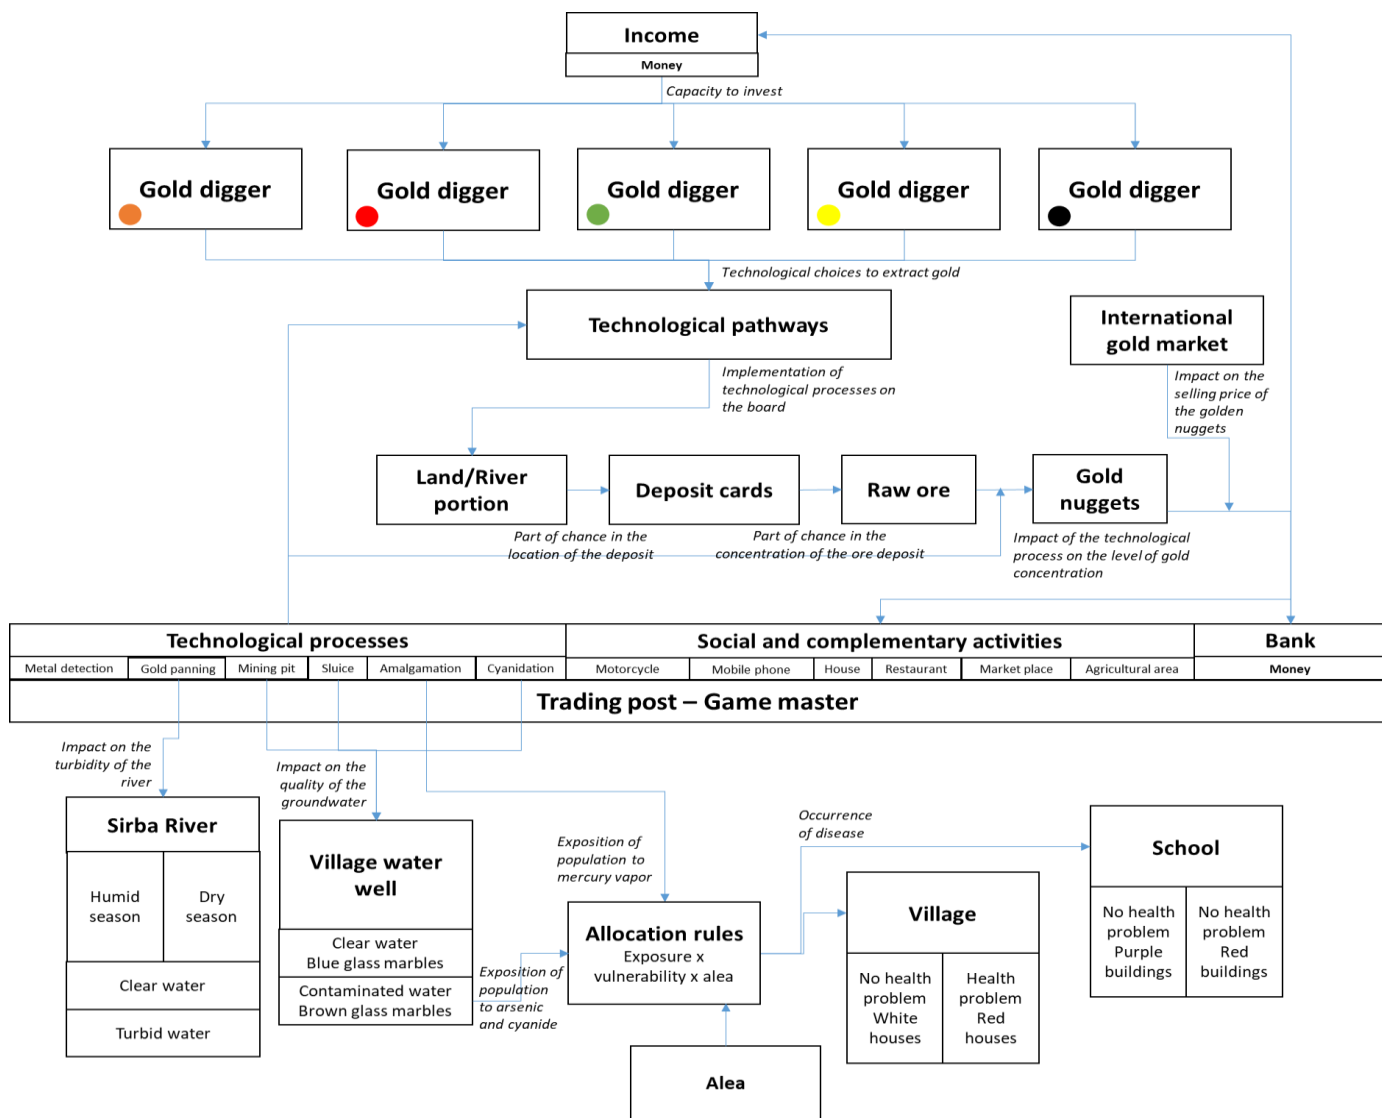 Income
Money
Capacity to invest
Gold digger
Gold digger
Gold digger
Gold digger
Gold digger
Technological choices to extract gold
Technological pathways
International
gold market
Implementation of
technological processes on
the board
Impact on the
selling price of
the golden
nuggets
Land/River
portion
Deposit cards
Raw ore
Gold
nuggets
Part of chance in the
location of the deposit
Part of chance in the
concentration of the ore deposit
Impact of the technological
process on the level of gold
concentration
Technological processes
Social and complementary activities
Bank
Metal detection
Gold panning
Mining pit
Sluice
Amalgamation
Cyanidation
Motorcycle
Mobile phone
House
Restaurant
Market place
Agricultural area
Money
Trading post – Game master
Impact on the
turbidity of the
river
Impact on the
quality of the
groundwater
Sirba River
Humid
season
Dry
season
Clear water
Turbid water
Village water
well
Clear water
Blue glass marbles
Contaminated water
Brown glass marbles
Exposition of
population
to arsenic
and cyanide
Exposition of
population to
mercury vapor
Allocation rules
Exposure x
vulnerability x alea
Alea
Occurrence
of disease
Village
No health
problem
White
houses
Health
problem
Red
houses
School
No health
problem
Purple
buildings
No health
problem
Red
buildings